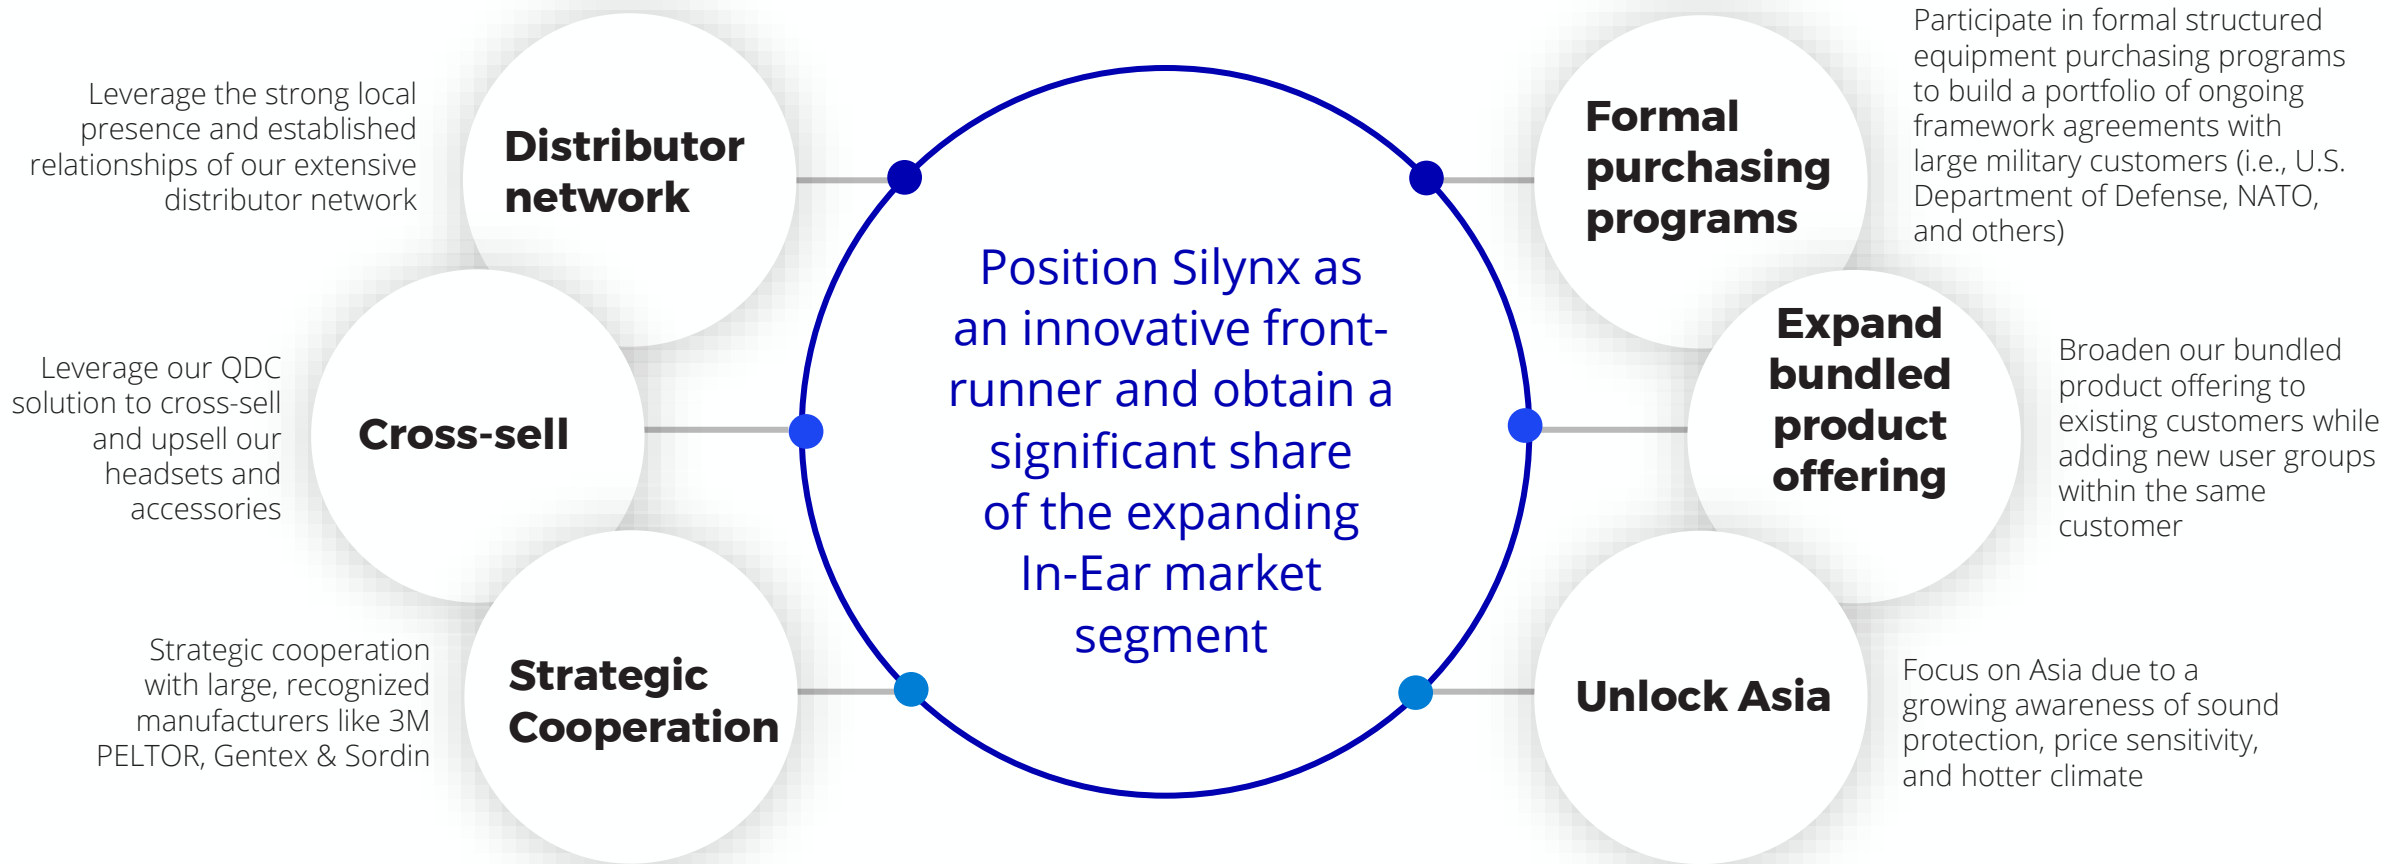 Leverage the strong local
presence and established
relationships of our extensive
distributor network
Distributor
network
Leverage our QDC
solution to cross-sell
and upsell our
headsets and
accessories
Cross-sell
Strategic cooperation
with large, recognized
manufacturers like 3M
PELTOR, Gentex & Sordin
Strategic
Cooperation
Position Silynx as
an innovative front-
runner and obtain a
significant share
of the expanding
In-Ear market
segment
Formal
purchasing
programs
Participate in formal structured
equipment purchasing programs
to build a portfolio of ongoing
framework agreements with
large military customers (i.e., U.S.
Department of Defense, NATO,
and others)
Expand
bundled
product
offering
Broaden our bundled
product offering to
existing customers while
adding new user groups
within the same
customer
Unlock Asia
Focus on Asia due to a
growing awareness of sound
protection, price sensitivity,
and hotter climate